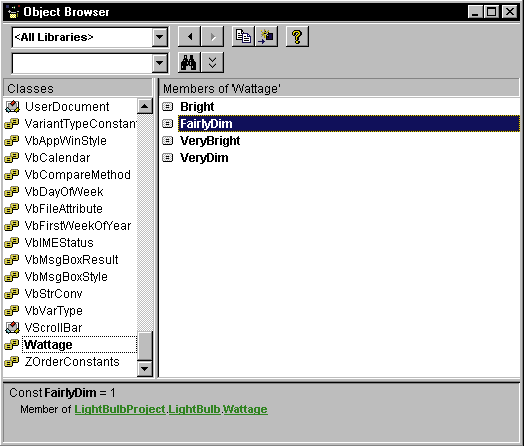 Object Browser
<All Libraries>
Classes
Members of 'Wattage'
UserDocument
VariantTypeConstan
VbAppWinStyle
VbCalendar
VbCompareMethod
VbDayOfWeek
VbFileAttribute
VbFirstWeekOfYear
VbIMEStatus
VbMsgBoxResult
VbMsgBoxStyle
VbStrConv
VbVarType
VScrollBar
Wattage
ZOrderConstants
Bright
FairlyDim
VeryBright
VeryDim
Const FairlyDim = 1
Member of LightBulbProject.LightBulb.Wattage